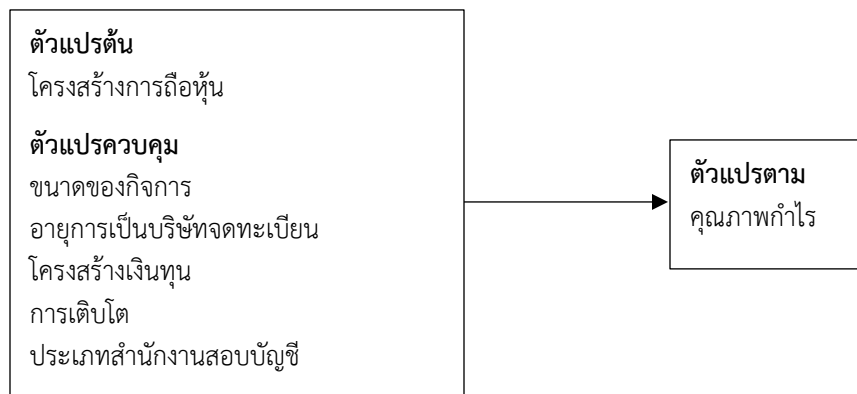 ตัวแปรต้น
โครงสร้างการถือหุ้น
ตัวแปรควบคุม
ขนาดของกิจการ
อายุการเป็นบริษัทจดทะเบียน
โครงสร้างเงินทุน
การเติบโต
ประเภทสำนักงานสอบบัญชี
ตัวแปรตาม
คุณภาพกำไร